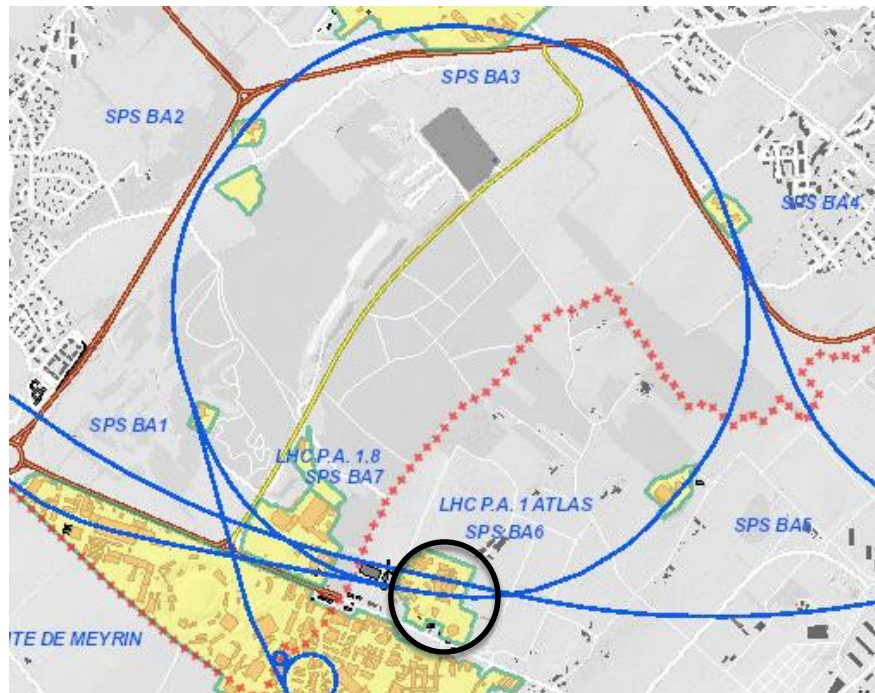 SPS BA3
SPS BA2
SPS BA4
SPS BA1
LHC P.A. 1.8
SPS BA7
LHC P.A. 1 ATLAS
SPS BA6
SPS BA5
TE DE MEYRIN